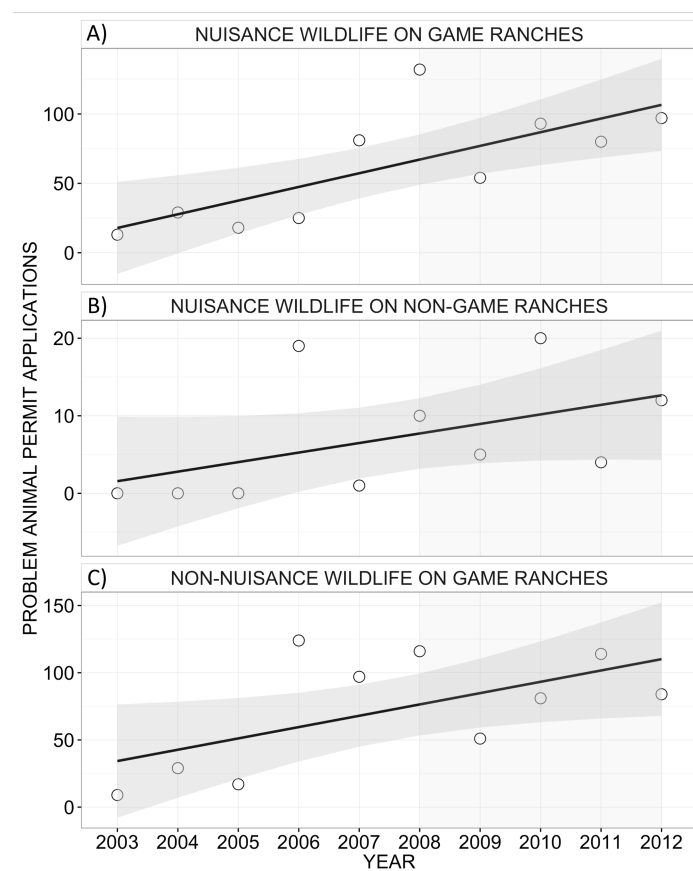 A) NUISANCE WILDLIFE ON GAME RANCHES
100
50
0
B) NUISANCE WILDLIFE ON NON-GAME RANCHES
20
10
0
C) NON-NUISANCE WILDLIFE ON GAME RANCHES
150
100
50
0
2003 2004 2005 2006 2007 2008 2009 2010 2011 2012
YEAR
PROBLEM ANIMAL PERMIT APPLICATIONS